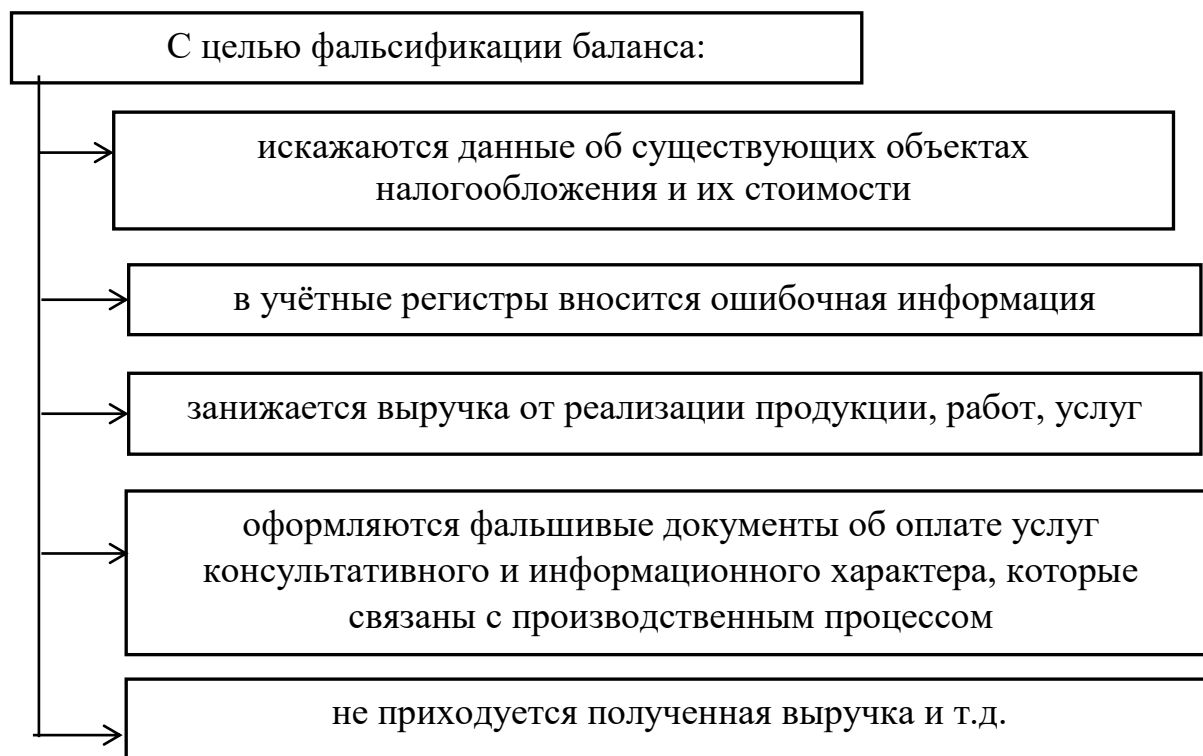 С целью фальсификации баланса:
искажаются данные об существующих объектах
налогообложения и их стоимости
в учётные регистры вносится ошибочная информация
занижается выручка от реализации продукции, работ, услуг
оформляются фальшивые документы об оплате услуг
консультативного и информационного характера, которые
связаны с производственным процессом
не приходуется полученная выручка и т.д.